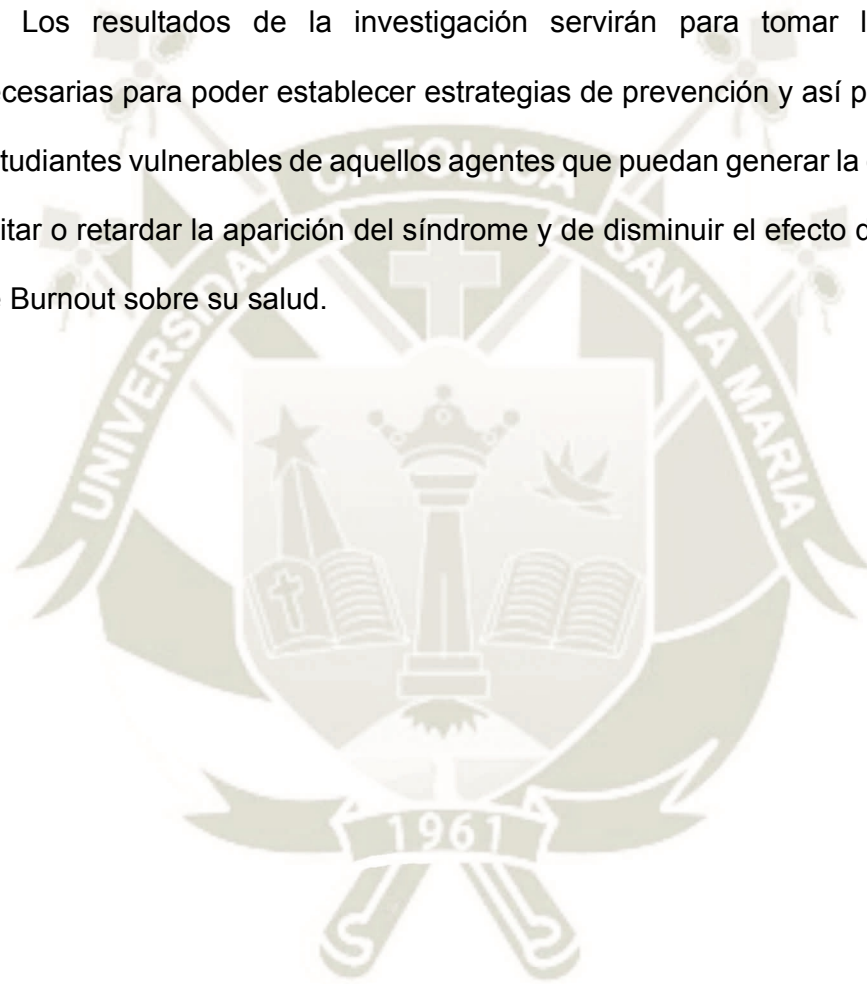 Los resultados de la investigación servirán para tomar
cesarias para poder establecer estrategias de prevención y así
tudiantes vulnerables de aquellos agentes que puedan generar la
itar o retardar la aparición del síndrome y de disminuir el efecto
Burnout sobre su salud.
UNIVERSIDAD CATOLICA SANTA MARIA
1961